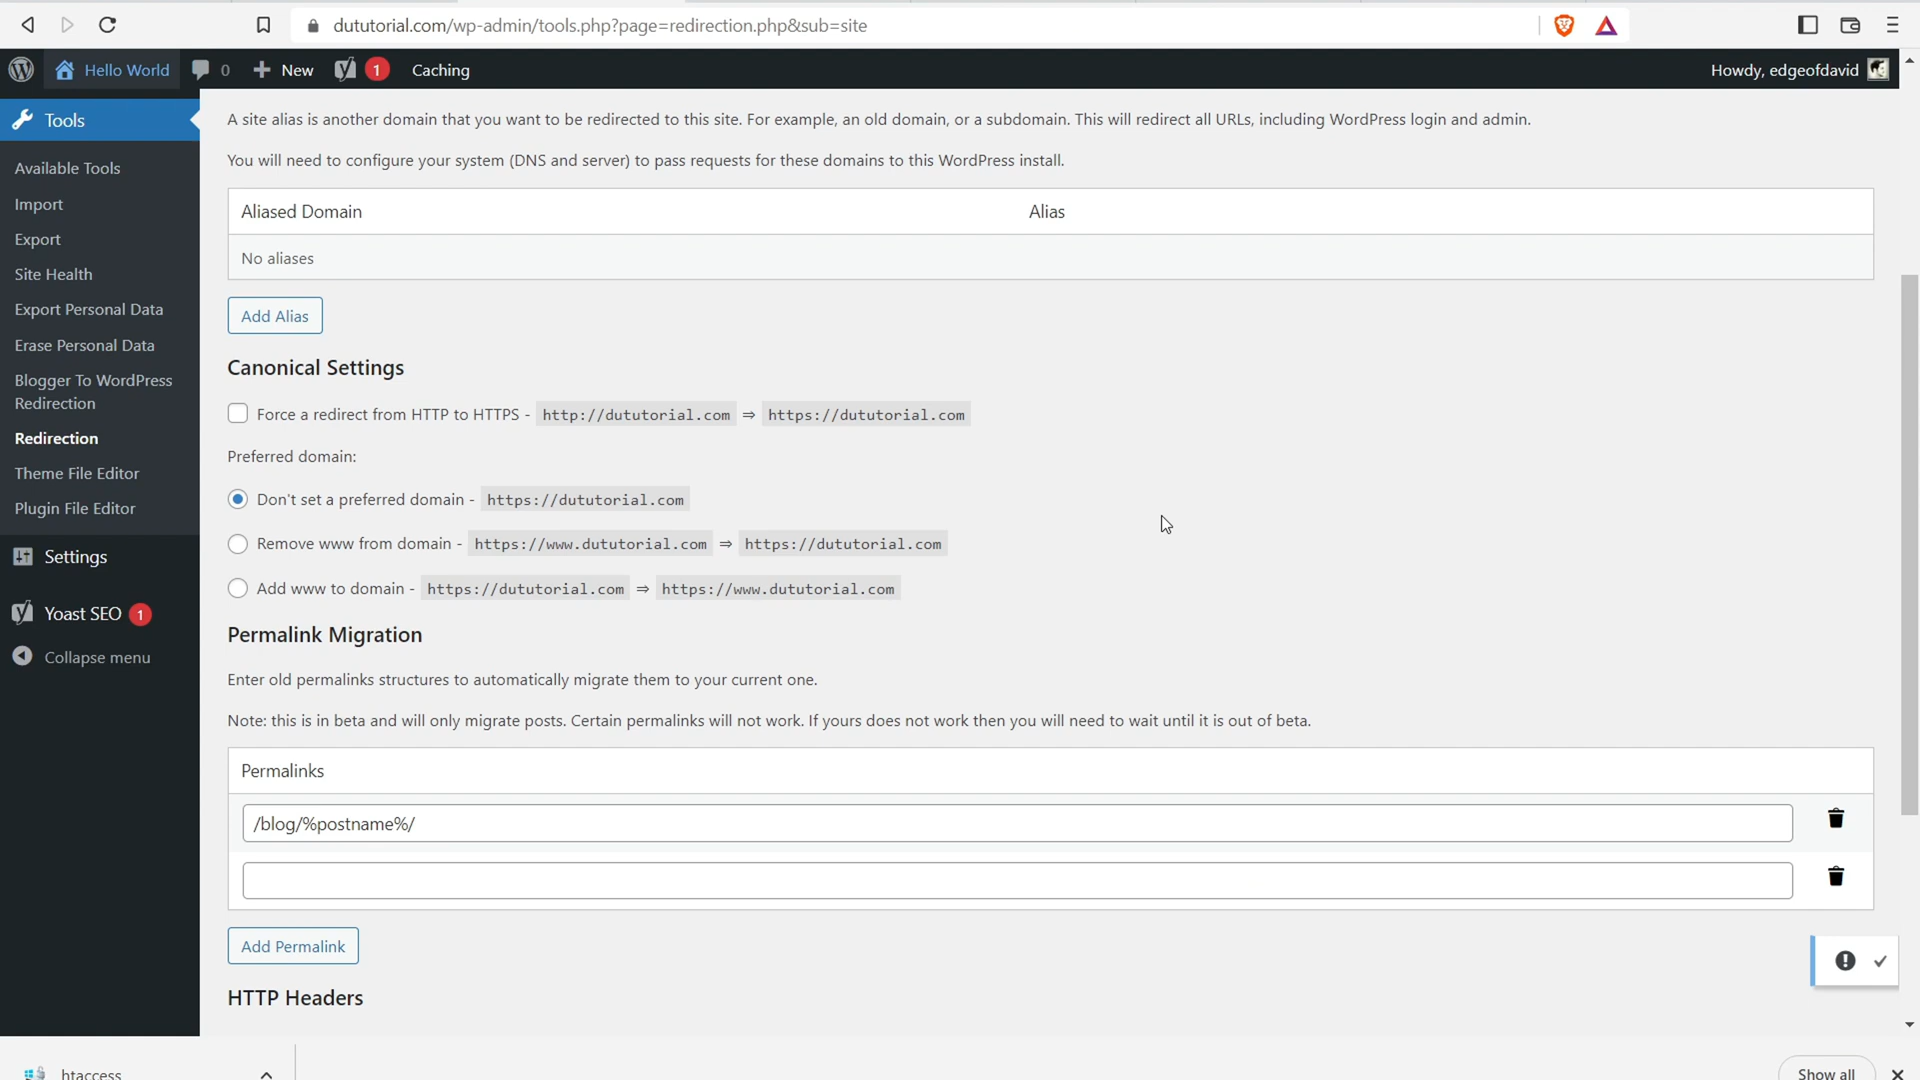 dututorial.com/wp-admin/tools.php?page=redirection.php&sub=site
Hello World
0
New
1
Caching
Howdy, edgeofdavid
Tools
Available Tools
Import
Export
Site Health
Export Personal Data
Erase Personal Data
Blogger To WordPress
Redirection
Redirection
Theme File Editor
Plugin File Editor
Settings
Yoast SEO 1
Collapse menu
A site alias is another domain that you want to be redirected to this site. For example, an old domain, or a subdomain. This will redirect all URLs, including WordPress login and admin.
You will need to configure your system (DNS and server) to pass requests for these domains to this WordPress install.
Aliased Domain Alias
No aliases
Add Alias
Canonical Settings
Force a redirect from HTTP to HTTPS - http://dututorial.com ⇒ https://dututorial.com
Preferred domain:
Don't set a preferred domain - https://dututorial.com
Remove www from domain - https://www.dututorial.com ⇒ https://dututorial.com
Add www to domain - https://dututorial.com ⇒ https://www.dututorial.com
Permalink Migration
Enter old permalinks structures to automatically migrate them to your current one.
Note: this is in beta and will only migrate posts. Certain permalinks will not work. If yours does not work then you will need to wait until it is out of beta.
Permalinks
/blog/%postname%/
Add Permalink
HTTP Headers
htaccess
Show all